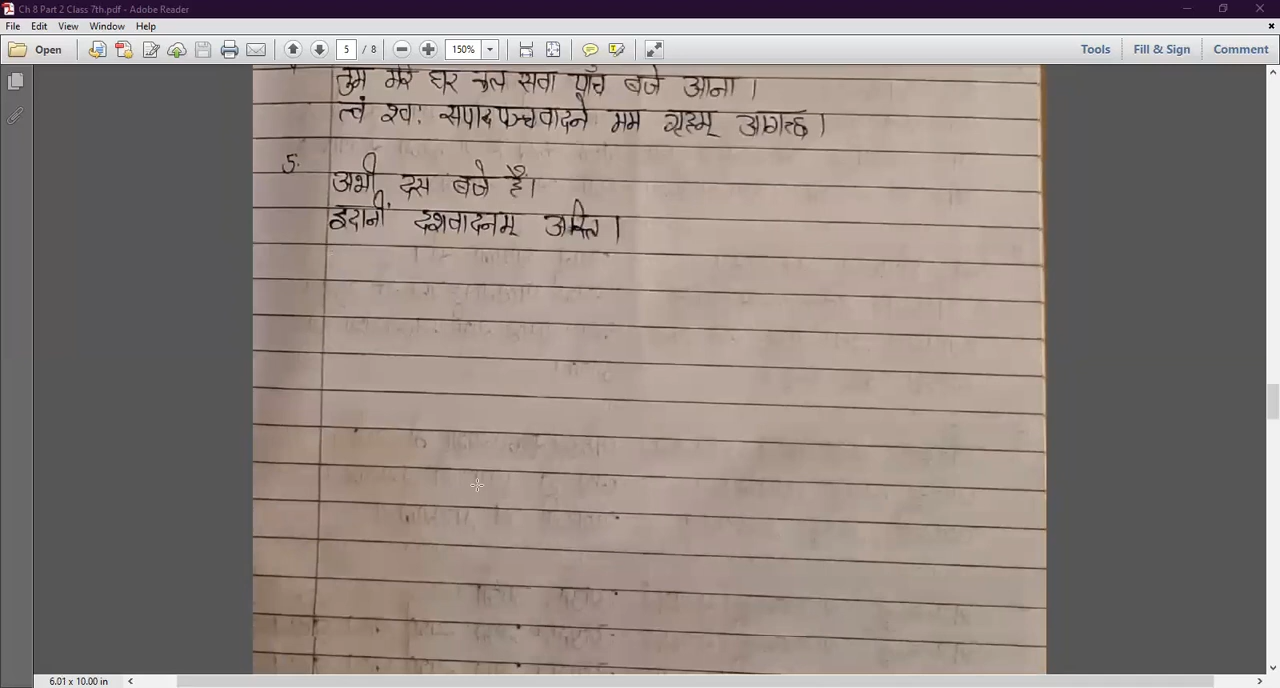 Ch 8 Part 2 Class 7th.pdf - Adobe Reader
File Edit View Window Help
Open 5 / 8 150% Tools Fill & Sign Comment
तुम मेरे घर कल सवा पाँच बजे आना ।
त्वं श्व: सपादपञ्चवादने मम गृहम् आगच्छ ।
5.
अभी दस बजे है।
इदानीं दशवादनम् अस्ति ।
6.01 x 10.00 in